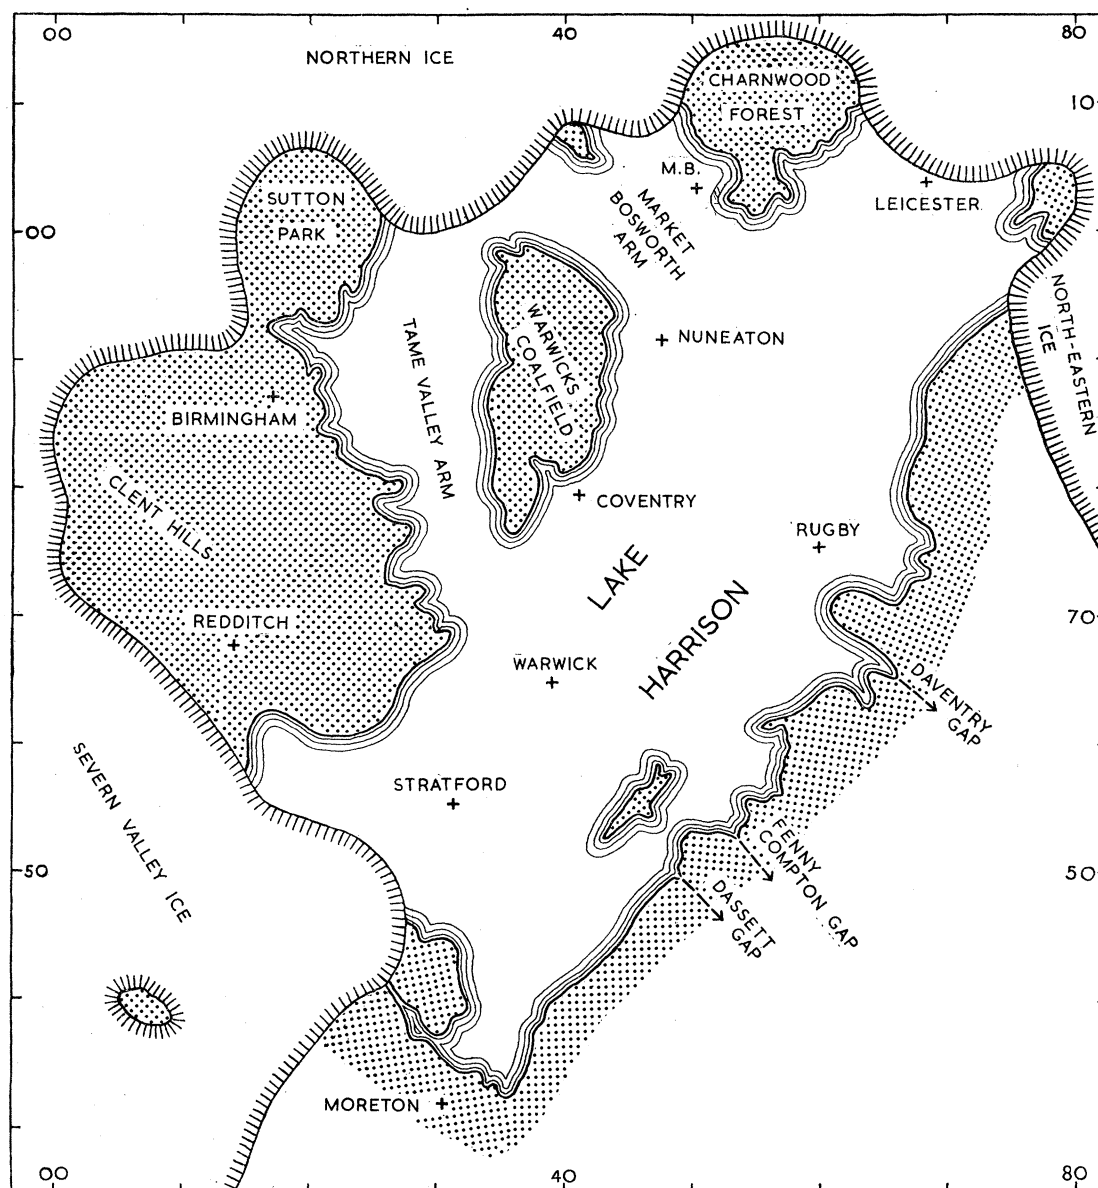 00
40
80
NORTHERN ICE
CHARNWOOD
FOREST
10
M.B.
LEICESTER
SUTTON
PARK
00
MARKET
BOSWORTH
ARM
NORTH-EASTERN
ICE
TAME VALLEY ARM
WARWICKS
COALFIELD
NUNEATON
BIRMINGHAM
CLENT HILLS
COVENTRY
RUGBY
LAKE
HARRISON
REDDITCH
70
WARWICK
DAVENTRY
GAP
SEVERN VALLEY ICE
STRATFORD
FENNY
COMPTON GAP
50
50
DASSETT
GAP
MORETON
00
40
80